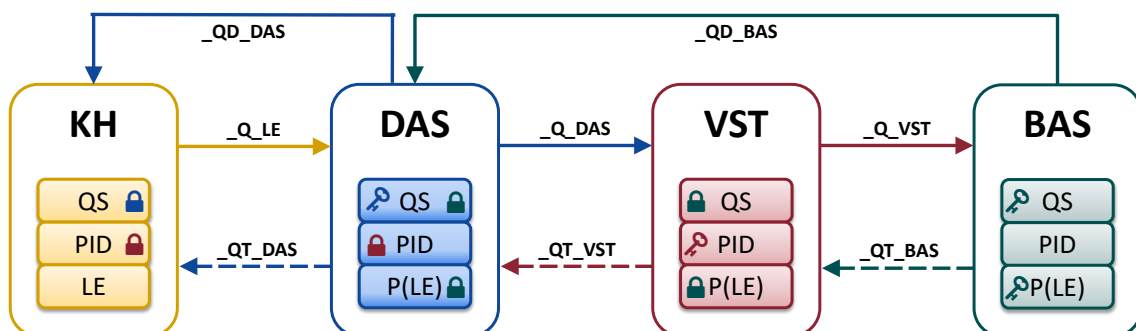 _QD_DAS
_QD_BAS
KH
_Q_LE
DAS
_Q_DAS
VST
_Q_VST
BAS
QS
QS
QS
QS
PID
PID
PID
PID
_QT_DAS
_QT_VST
_QT_BAS
LE
P(LE)
P(LE)
P(LE)